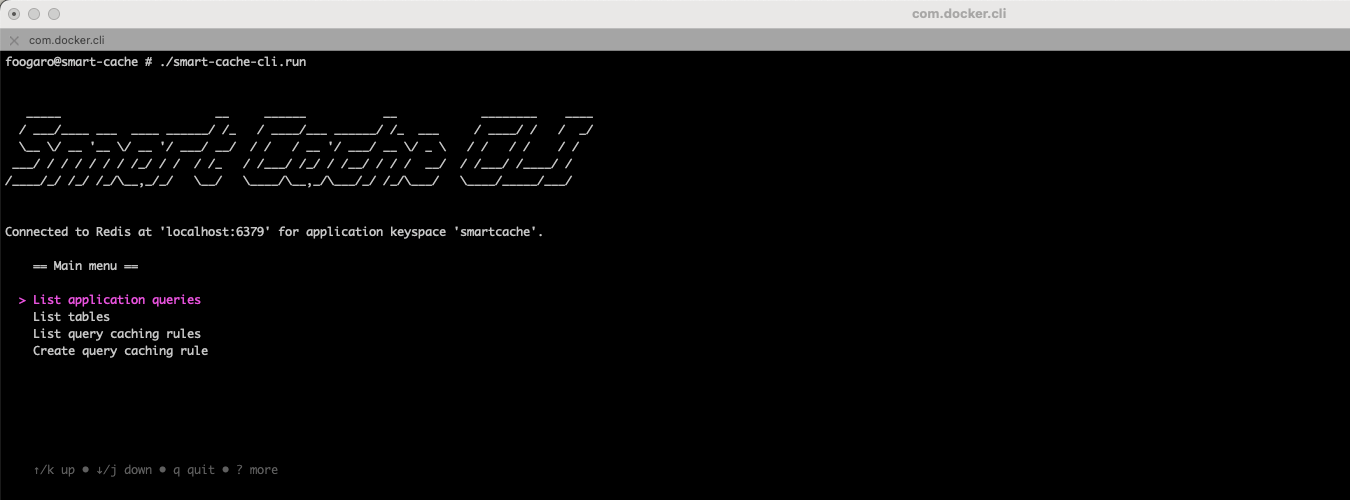 com.docker.cli
com.docker.cli
foogaro@smart-cache # ./smart-cache-cli.run
Smart Cache CLI
Connected to Redis at 'localhost:6379' for application keyspace 'smartcache'.
== Main menu ==
> List application queries
List tables
List query caching rules
Create query caching rule
↑/k up • ↓/j down • q quit • ? more